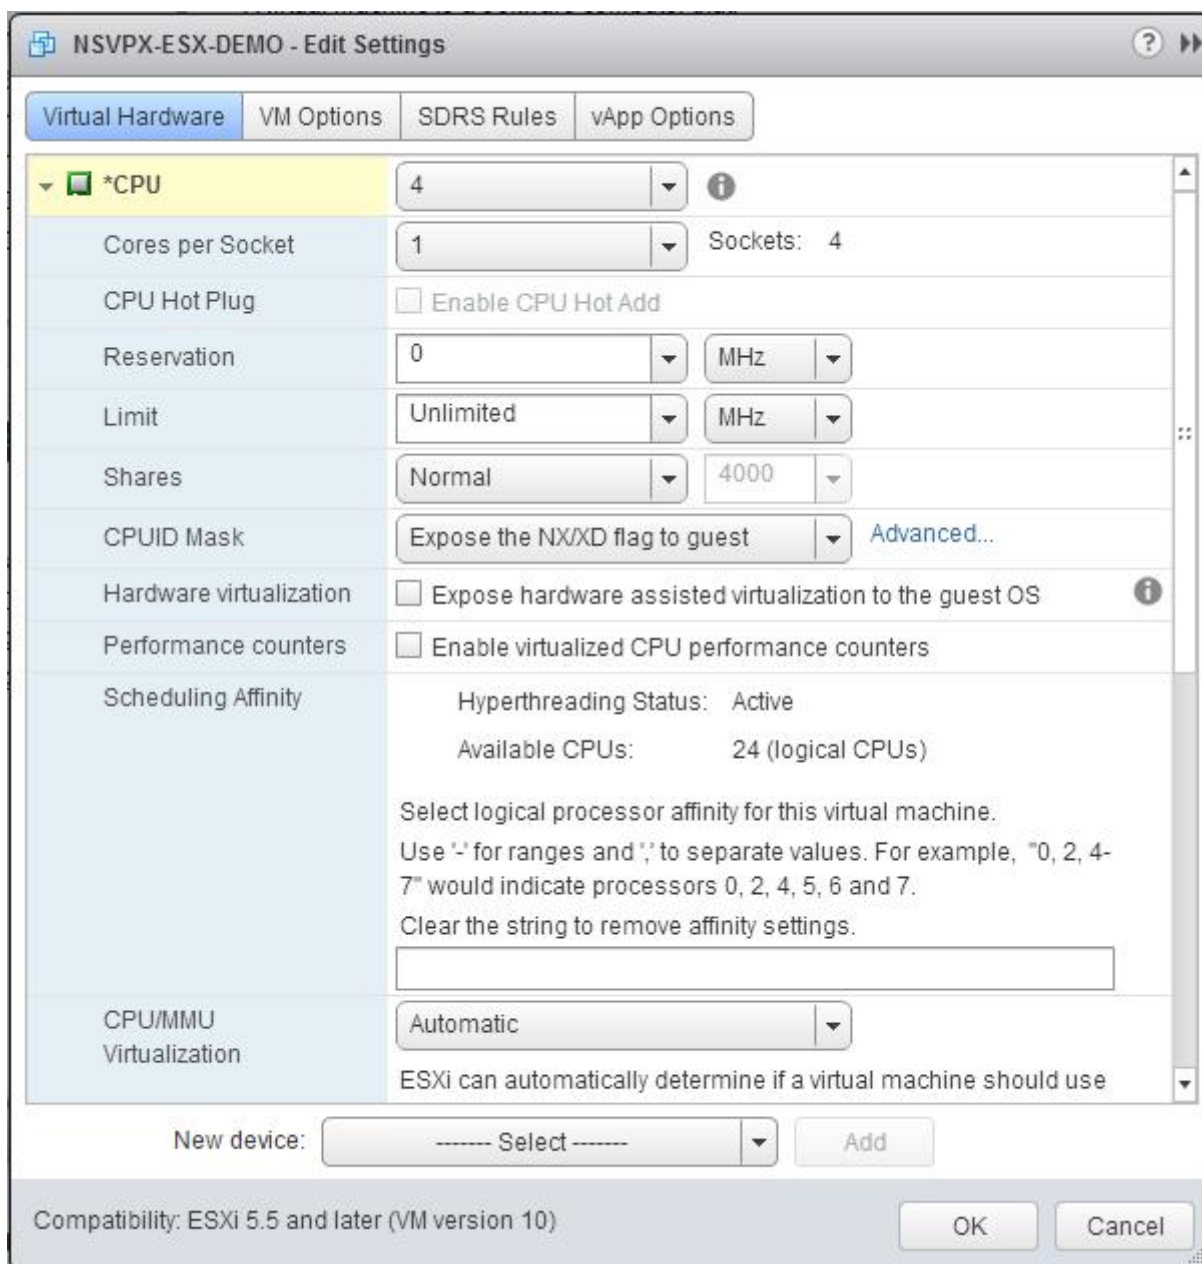 NSVPX-ESX-DEMO - Edit Settings
Virtual Hardware VM Options SDRS Rules vApp Options
*CPU 4
Cores per Socket 1 Sockets: 4
CPU Hot Plug Enable CPU Hot Add
Reservation 0 MHz
Limit Unlimited MHz
Shares Normal 4000
CPUID Mask Expose the NX/XD flag to guest Advanced...
Hardware virtualization Expose hardware assisted virtualization to the guest OS
Performance counters Enable virtualized CPU performance counters
Scheduling Affinity Hyperthreading Status: Active
Available CPUs: 24 (logical CPUs)
Select logical processor affinity for this virtual machine.
Use '-' for ranges and ',' to separate values. For example, "0, 2, 4-
7" would indicate processors 0, 2, 4, 5, 6 and 7.
Clear the string to remove affinity settings.
CPU/MMU
Virtualization
Automatic
ESXi can automatically determine if a virtual machine should use
New device: ------- Select ------- Add
Compatibility: ESXi 5.5 and later (VM version 10) OK Cancel